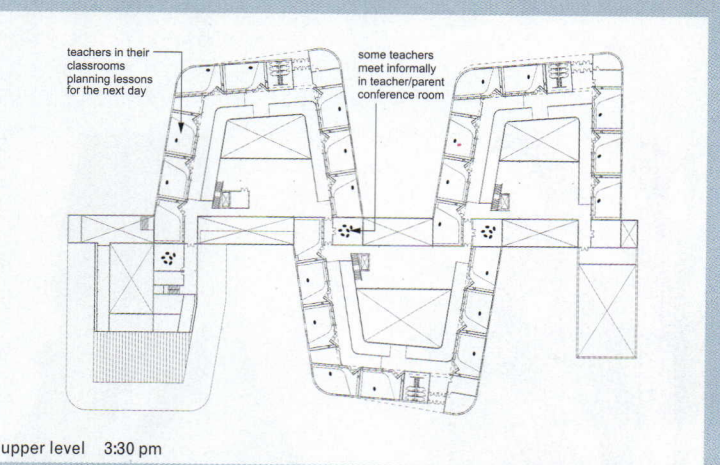 teachers in their
classrooms
planning lessons
for the next day
some teachers
meet informally
in teacher/parent
conference room
upper level 3:30 pm